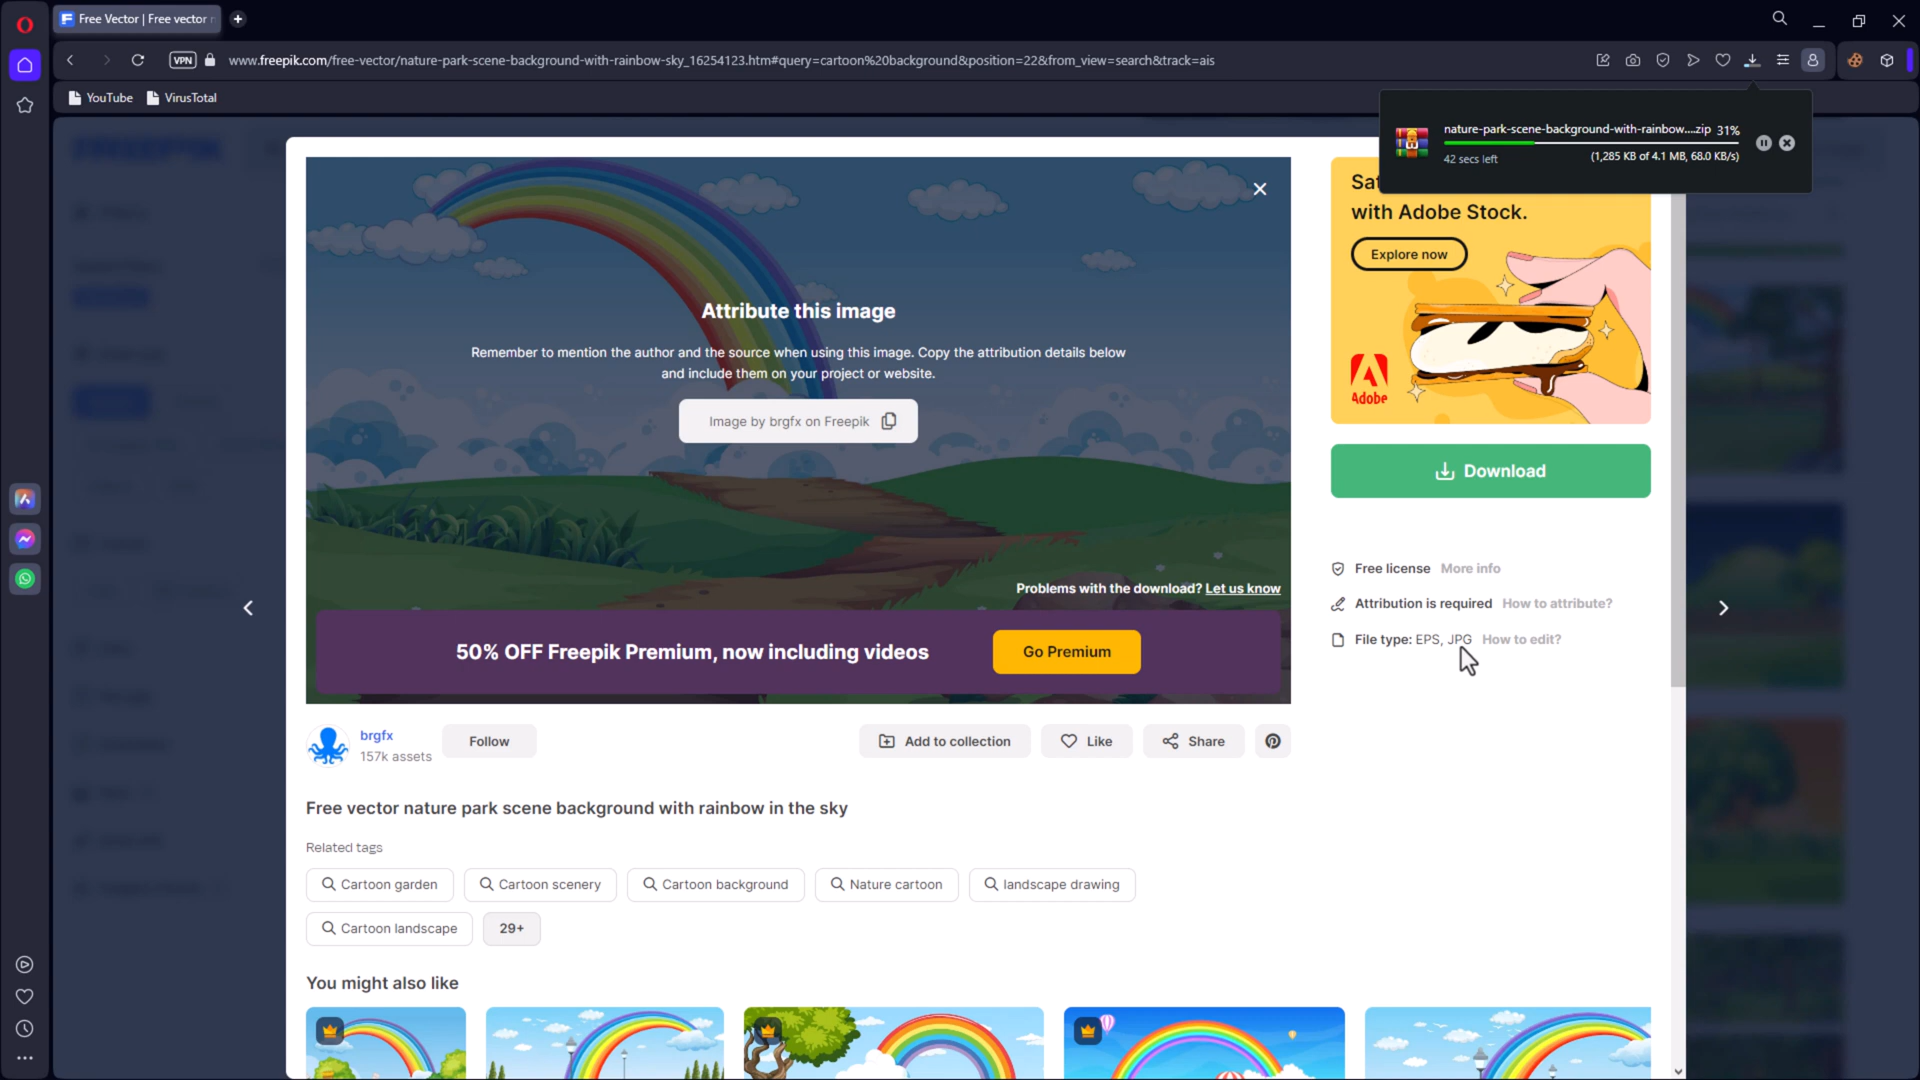 Free Vector | Free vector n
VPN
www.freepik.com/free-vector/nature-park-scene-background-with-rainbow-sky_16254123.htm#query=cartoon%20background&position=22&from_view=search&track=ais
YouTube
VirusTotal
nature-park-scene-background-with-rainbow....zip 31%
42 secs left
(1,285 KB of 4.1 MB, 68.0 KB/s)
FREEPIK
with Adobe Stock.
Explore now
Adobe
Attribute this image
Remember to mention the author and the source when using this image. Copy the attribution details below
and include them on your project or website.
Image by brgfx on Freepik
Download
Problems with the download? Let us know
50% OFF Freepik Premium, now including videos
Go Premium
Free license More info
Attribution is required How to attribute?
File type: EPS, JPG How to edit?
brgfx
157k assets
Follow
Add to collection
Like
Share
Free vector nature park scene background with rainbow in the sky
Related tags
Cartoon garden
Cartoon scenery
Cartoon background
Nature cartoon
landscape drawing
Cartoon landscape
29+
You might also like